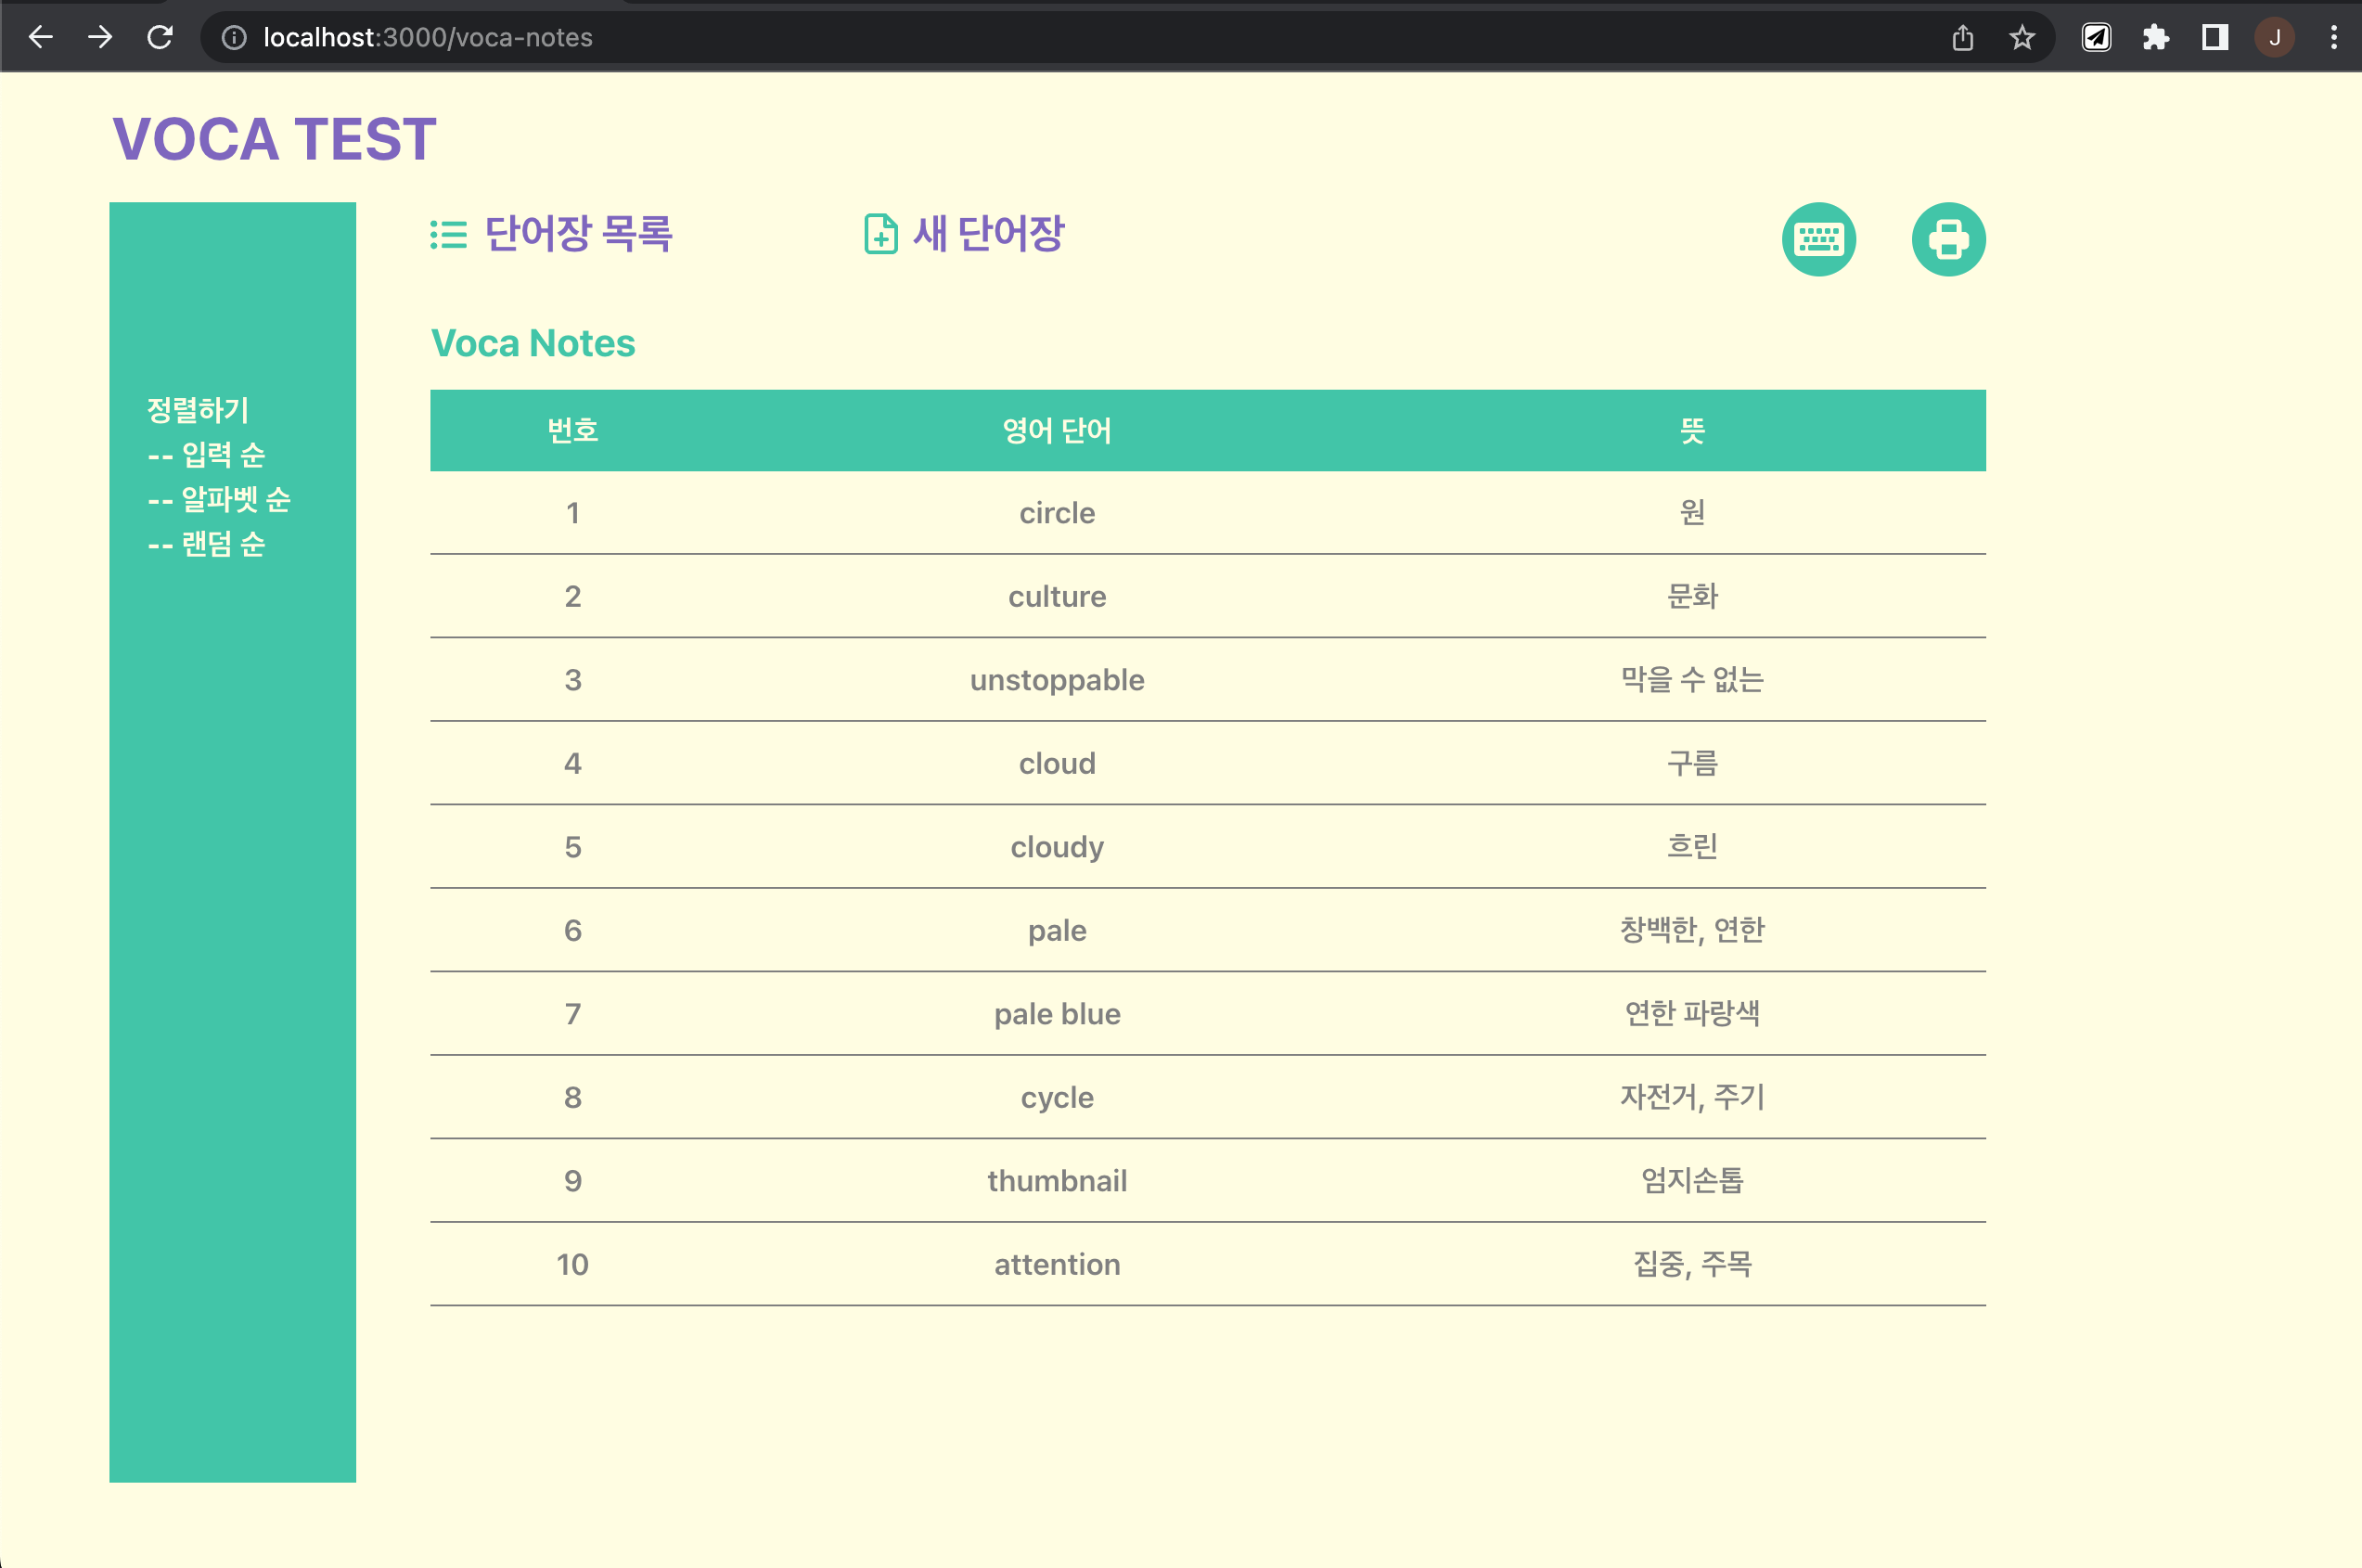 localhost:3000/voca-notes
J
VOCA TEST
단어장 목록
새 단어장
정렬하기
-- 입력 순
-- 알파벳 순
-- 랜덤 순
Voca Notes
번호 영어 단어 뜻
1 circle 원
2 culture 문화
3 unstoppable 막을 수 없는
4 cloud 구름
5 cloudy 흐린
6 pale 창백한, 연한
7 pale blue 연한 파랑색
8 cycle 자전거, 주기
9 thumbnail 엄지손톱
10 attention 집중, 주목